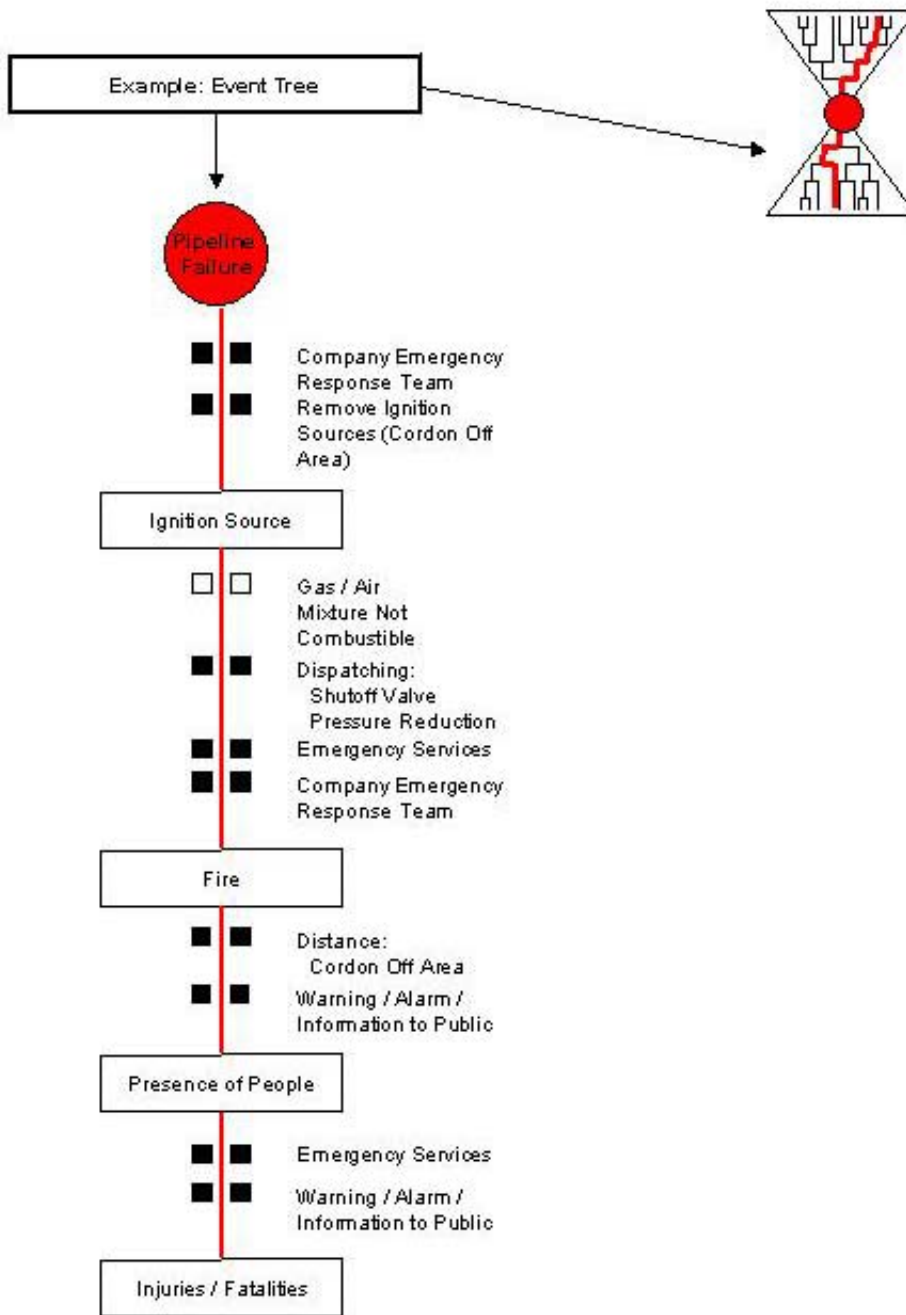 Example: Event Tree
Pipeline
Failure
Company Emergency
Response Team
Remove Ignition
Sources (Cordon Off
Area)
Ignition Source
Gas / Air
Mixture Not
Combustible
Dispatching:
Shutoff Valve
Pressure Reduction
Emergency Services
Company Emergency
Response Team
Fire
Distance:
Cordon Off Area
Warning / Alarm /
Information to Public
Presence of People
Emergency Services
Warning / Alarm /
Information to Public
Injuries / Fatalities